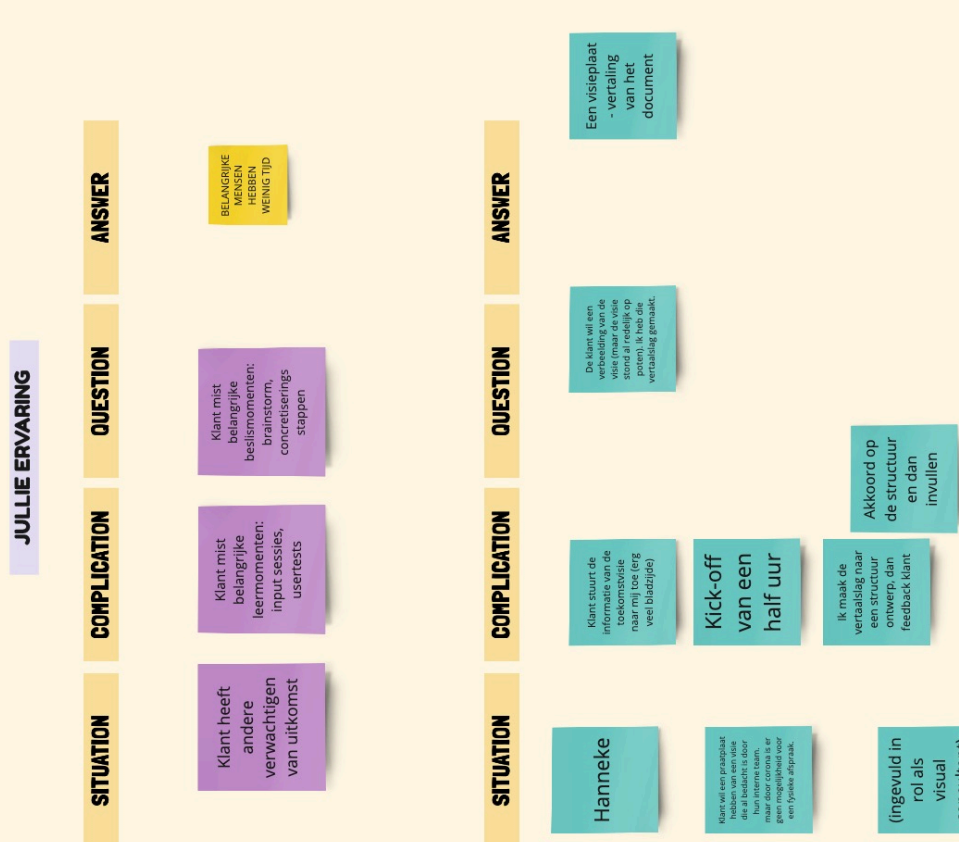 JULLIE ERVARING
SITUATION
COMPLICATION
QUESTION
ANSWER
Klant heeft
andere
verwachtigen
van uitkomst
Klant mist
belangrijke
leermomenten:
input sessies,
usertests
Klant mist
belangrijke
beslismomenten:
brainstorm,
concretiserings
stappen
BELANGRIJKE
MENSEN
HEBBEN
WEINIG TIJD
SITUATION
COMPLICATION
QUESTION
ANSWER
Hanneke
Klant stuurt de
informatie van de
toekomstvisie
naar mij toe (erg
veel bladzijde)
De klant wil een
verbeelding van de
visie (maar de visie
stond al redelijk op
poten). Ik heb die
vertaalslag gemaakt.
Een visieplaat
- vertaling
van het
document
Klant wil een praatplaat
hebben van een visie
die al bedacht is door
hun interne team.
maar door corona is er
geen mogelijkheid voor
een fysieke afspraak.
Kick-off
van een
half uur
Ik maak de
vertaalslag naar
een structuur
ontwerp, dan
feedback klant
Akkoord op
de structuur
en dan
invullen
(ingevuld in
rol als
visual